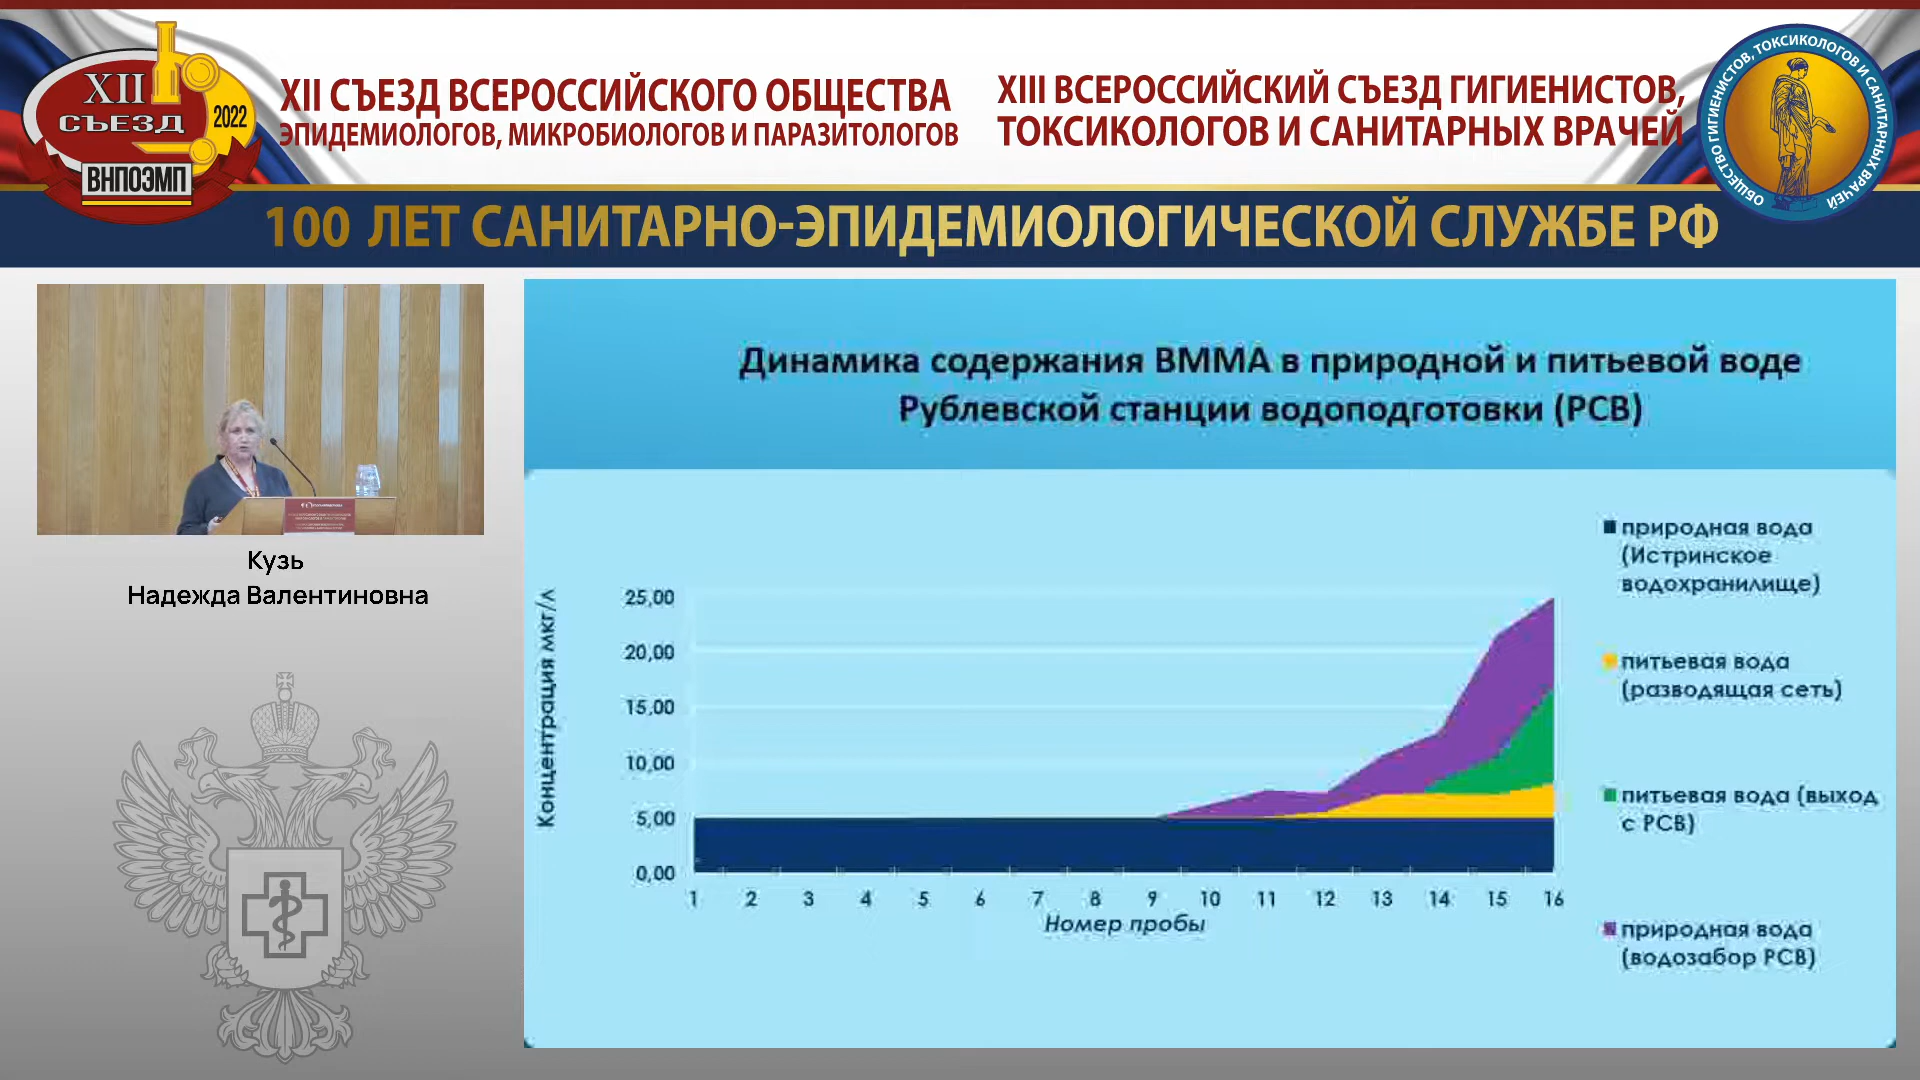 XII
СЪЕЗД
2022
ВНПОЭМП
XII СЪЕЗД ВСЕРОССИЙСКОГО ОБЩЕСТВА
ЭПИДЕМИОЛОГОВ, МИКРОБИОЛОГОВ И ПАРАЗИТОЛОГОВ
XIII ВСЕРОССИЙСКИЙ СЪЕЗД ГИГИЕНИСТОВ,
ТОКСИКОЛОГОВ И САНИТАРНЫХ ВРАЧЕЙ
ОБЩЕСТВО ГИГИЕНИСТОВ, ТОКСИКОЛОГОВ И САНИТАРНЫХ ВРАЧЕЙ
100 ЛЕТ САНИТАРНО-ЭПИДЕМИОЛОГИЧЕСКОЙ СЛУЖБЕ РФ
Кузь
Надежда Валентиновна
Динамика содержания ВММА в природной и питьевой воде
Рублевской станции водоподготовки (РСВ)
Концентрация мкг/л
25,00
20,00
15,00
10,00
5,00
0,00
1 2 3 4 5 6 7 8 9 10 11 12 13 14 15 16
Номер пробы
природная вода
(Истринское
водохранилище)
питьевая вода
(разводящая сеть)
питьевая вода (выход
с РСВ)
природная вода
(водозабор РСВ)